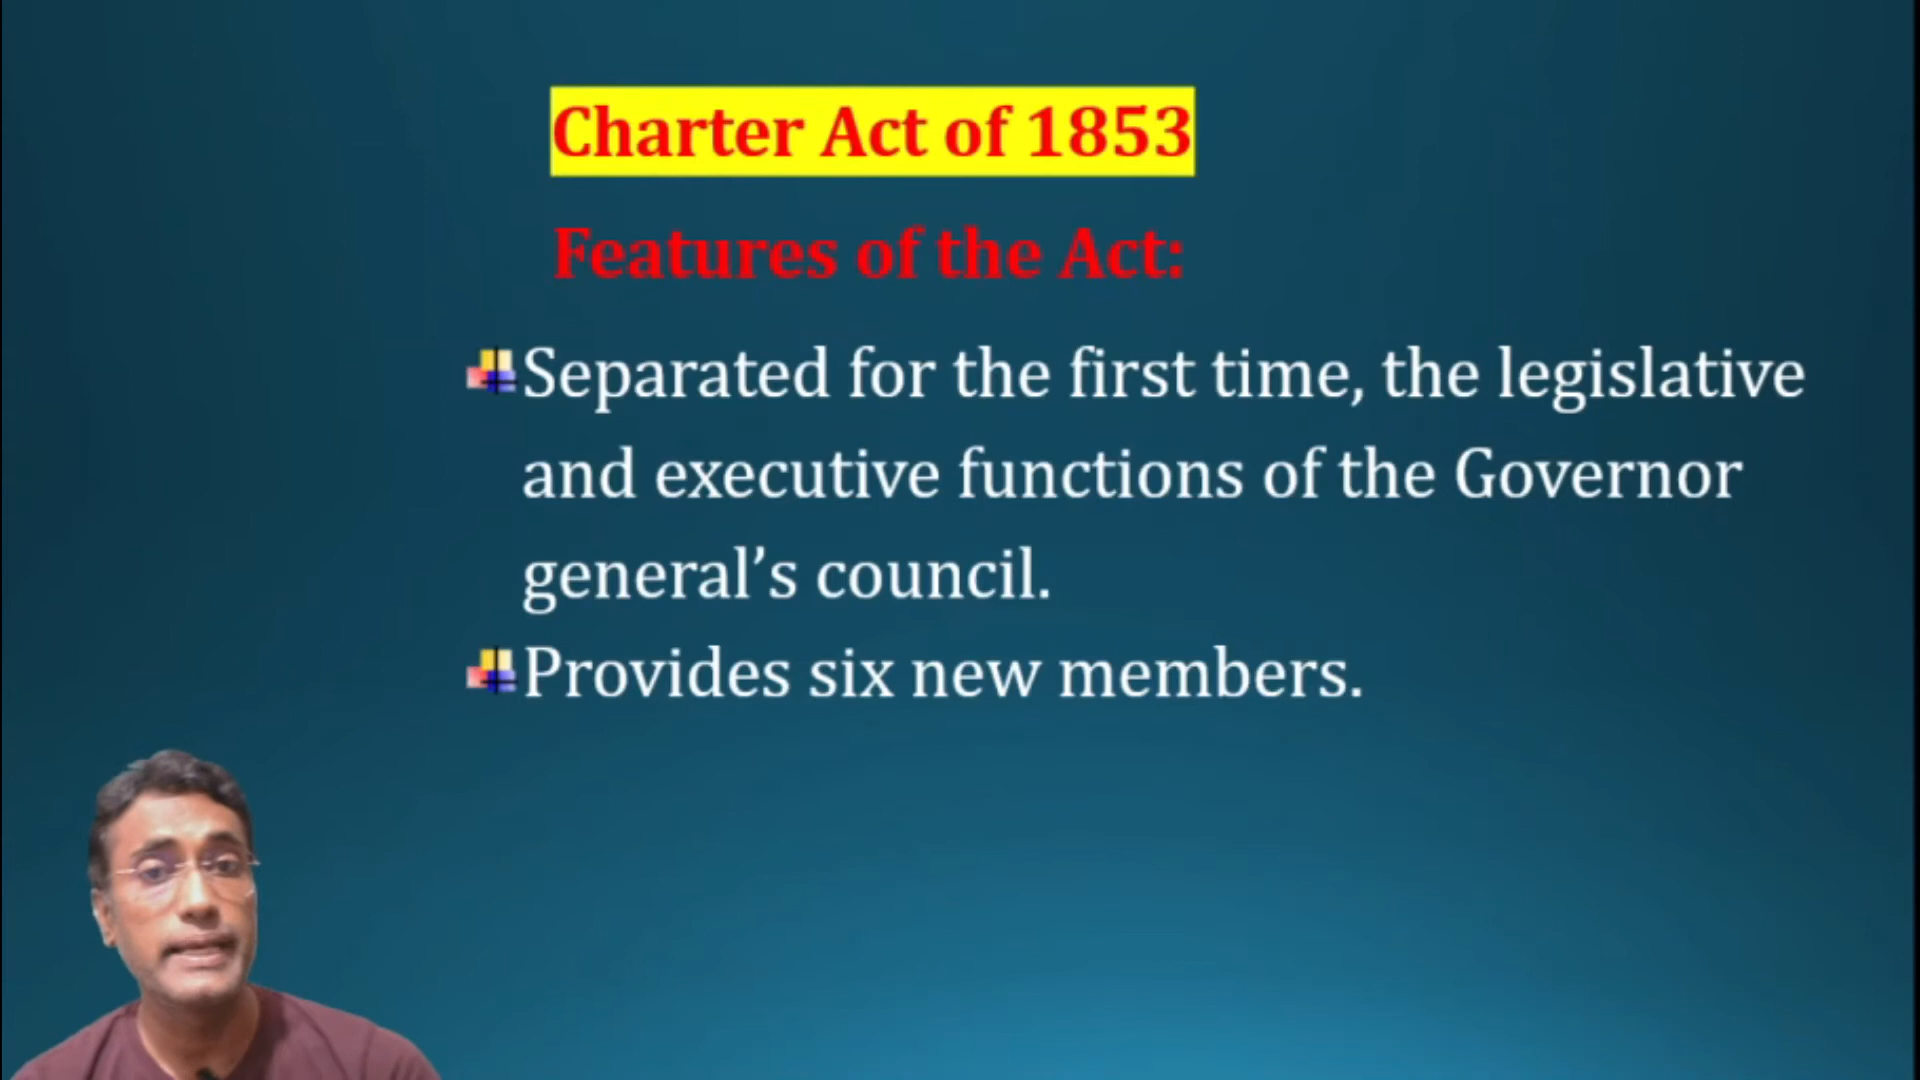 Charter Act of 1853
Features of the Act:
Separated for the first time, the legislative
and executive functions of the Governor
general’s council.
Provides six new members.